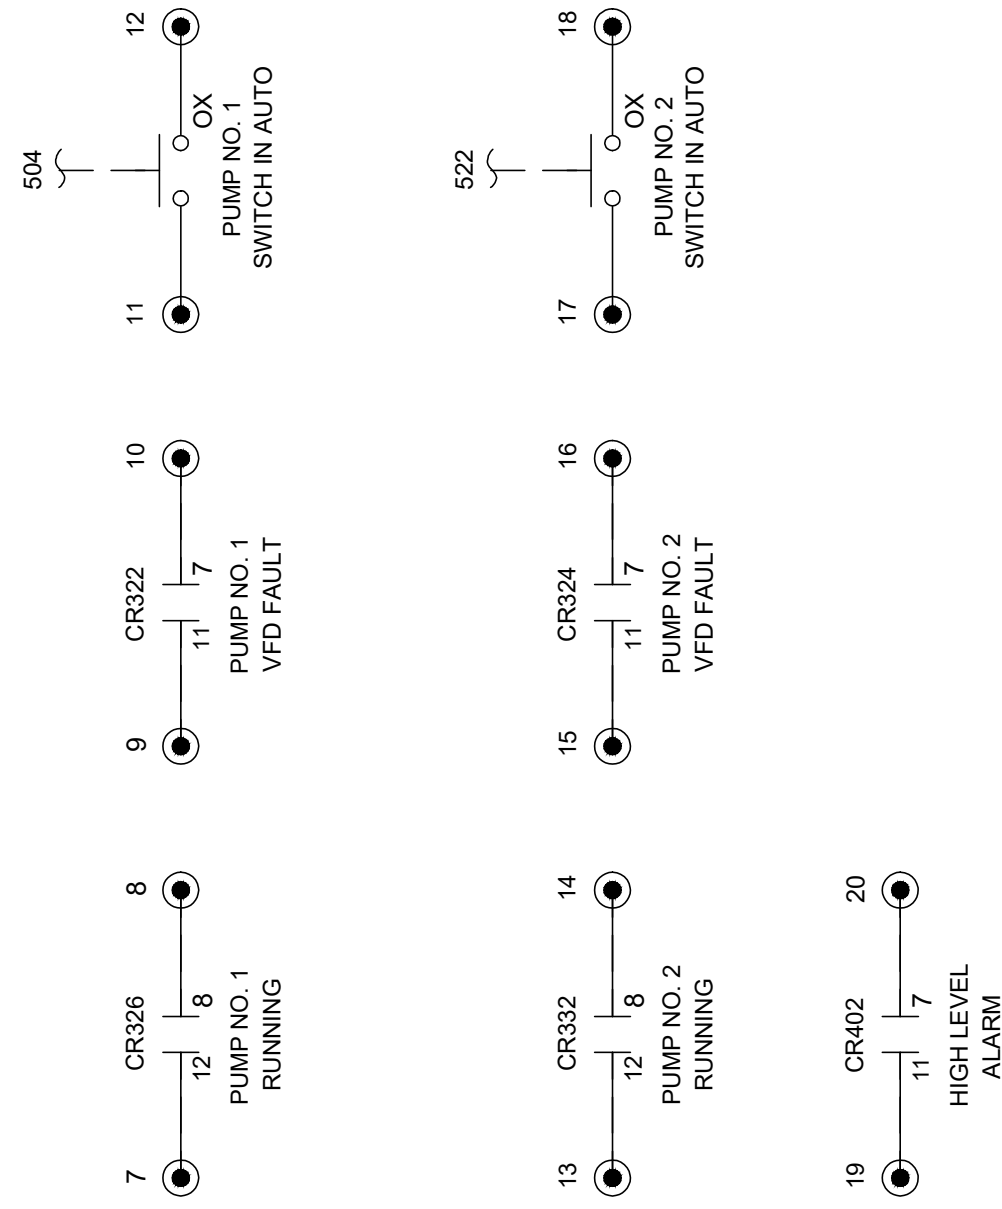 7
CR326
8
12
8
PUMP NO. 1
RUNNING
9
CR322
10
11
7
PUMP NO. 1
VFD FAULT
504
11
12
OX
PUMP NO. 1
SWITCH IN AUTO
13
CR332
14
12
8
PUMP NO. 2
RUNNING
15
CR324
16
11
7
PUMP NO. 2
VFD FAULT
522
17
18
OX
PUMP NO. 2
SWITCH IN AUTO
19
CR402
20
11
7
HIGH LEVEL
ALARM